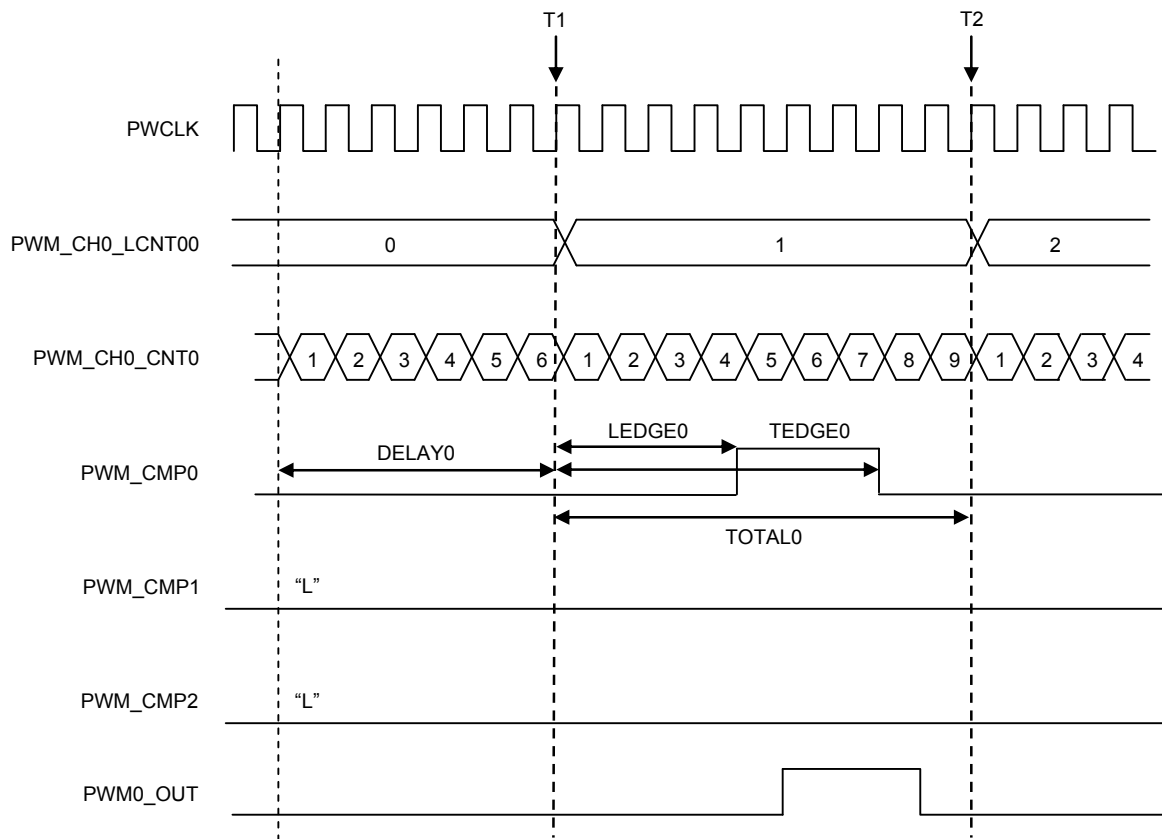 T1 T2
PWCLK
PWM_CH0_LCNT00 0 1 2
PWM_CH0_CNT0 1 2 3 4 5 6 1 2 3 4 5 6 7 8 9 1 2 3 4
LEDGE0 TEDGE0
DELAY0
PWM_CMP0
TOTAL0
PWM_CMP1 “L”
PWM_CMP2 “L”
PWM0_OUT